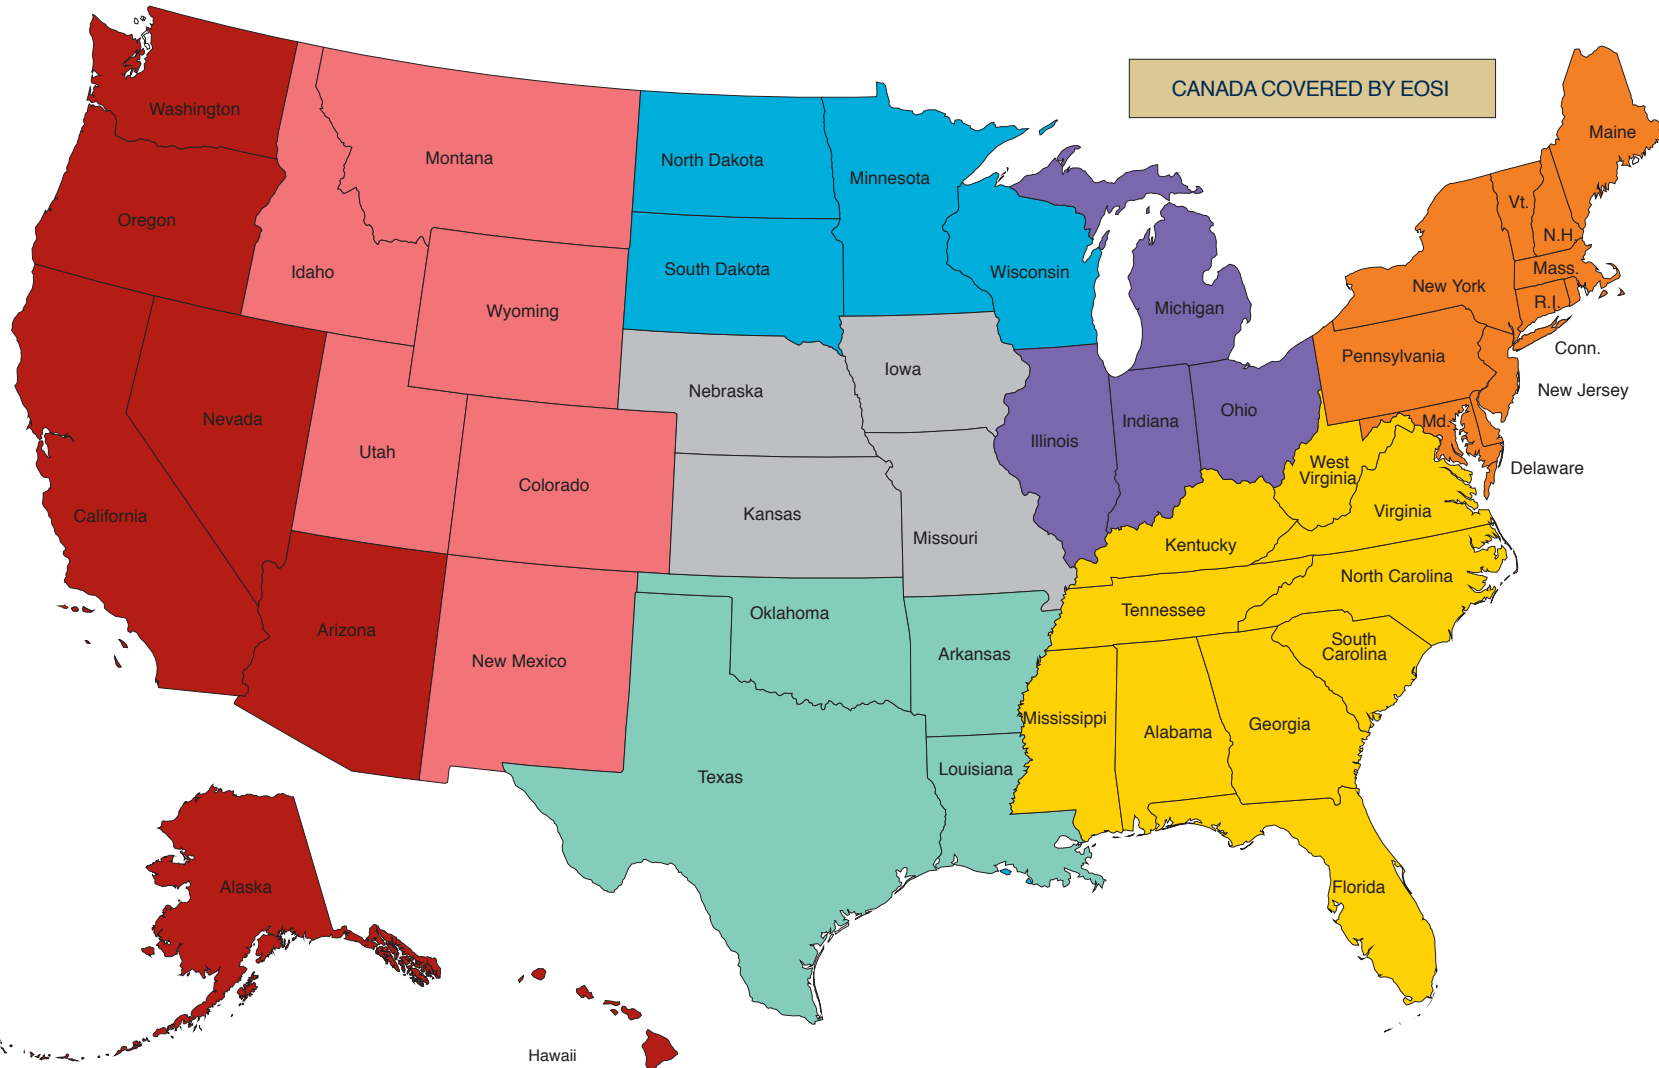 CANADA COVERED BY EOSI
Washington
Montana
North Dakota
Minnesota
Maine
Oregon
Idaho
Wyoming
South Dakota
Wisconsin
Michigan
Vt.
N.H.
New York
Mass.
R.I.
Conn.
Pennsylvania
New Jersey
Nevada
Utah
Colorado
Nebraska
Iowa
Illinois
Indiana
Ohio
Md.
Delaware
West
Virginia
Virginia
California
Kansas
Missouri
Kentucky
North Carolina
Tennessee
Arizona
New Mexico
Oklahoma
Arkansas
South
Carolina
Mississippi
Alabama
Georgia
Texas
Louisiana
Florida
Alaska
Hawaii